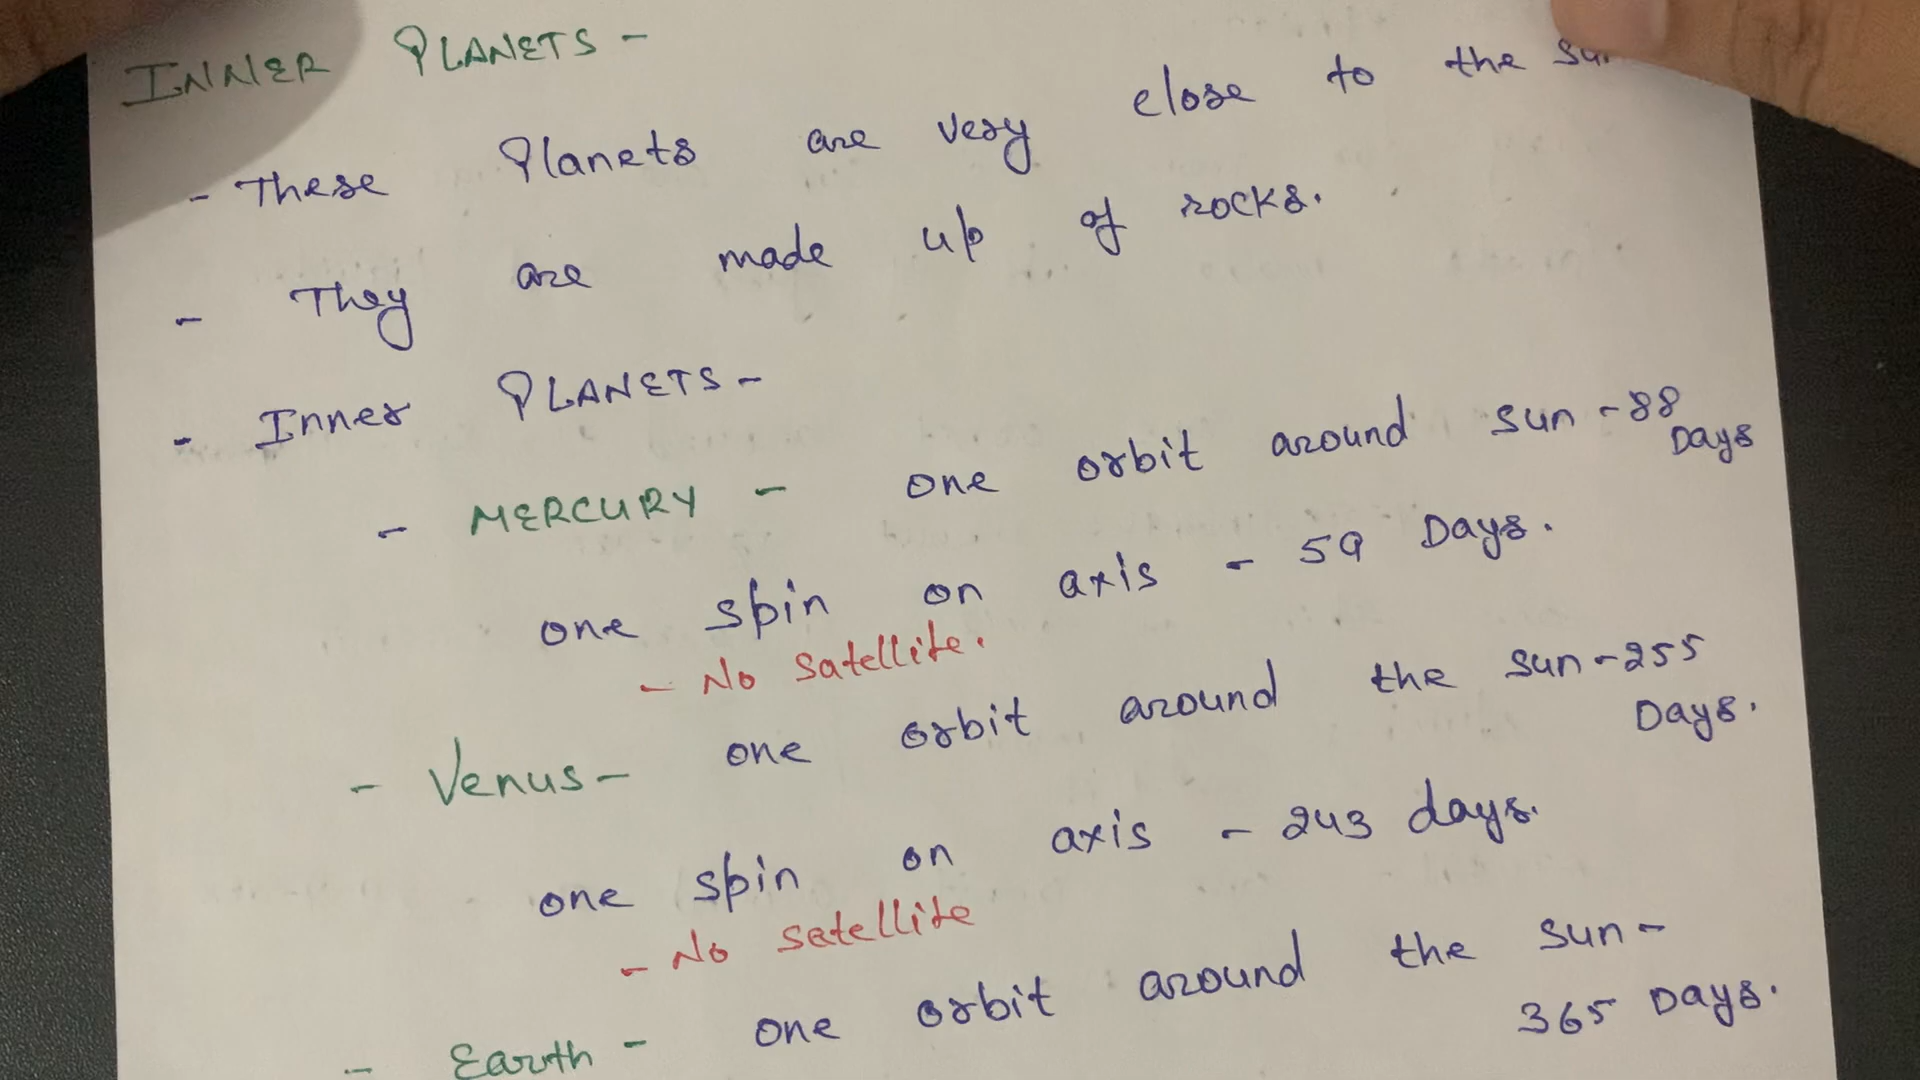 INNER PLANETS -
- These Planets are very close to the
- They are made up of rocks.
- Inner PLANETS -
- MERCURY - one orbit around sun - 88 Days
one spin on axis - 59 Days.
- No satellite.
- Venus - one orbit around the sun - 255 Days.
one spin on axis - 243 days.
- No satellite
- Earth - one orbit around the sun - 365 Days.